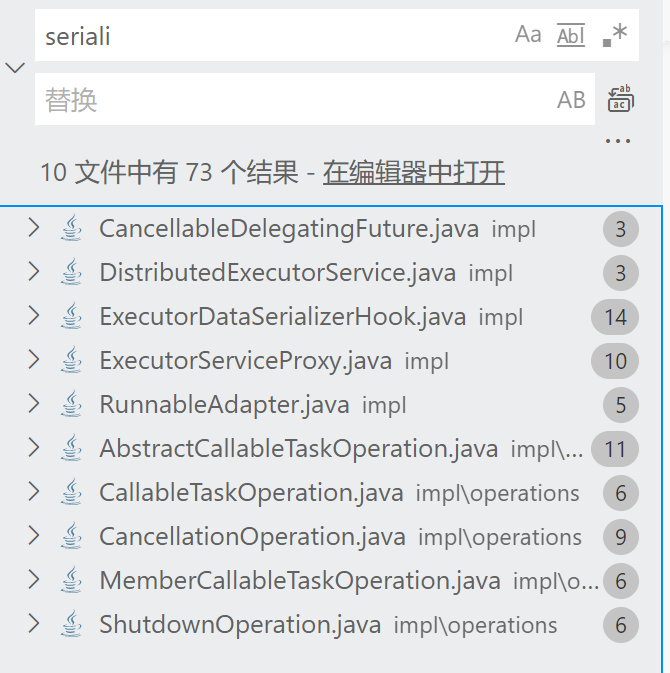 seriali Aa Abl .*
替换 AB ab ac
...
10 文件中有 73 个结果 - 在编辑器中打开
CancellableDelegatingFuture.java impl 3
DistributedExecutorService.java impl 3
ExecutorDataSerializerHook.java impl 14
ExecutorServiceProxy.java impl 10
RunnableAdapter.java impl 5
AbstractCallableTaskOperation.java impl\... 11
CallableTaskOperation.java impl\operations 6
CancellationOperation.java impl\operations 9
MemberCallableTaskOperation.java impl\o... 6
ShutdownOperation.java impl\operations 6